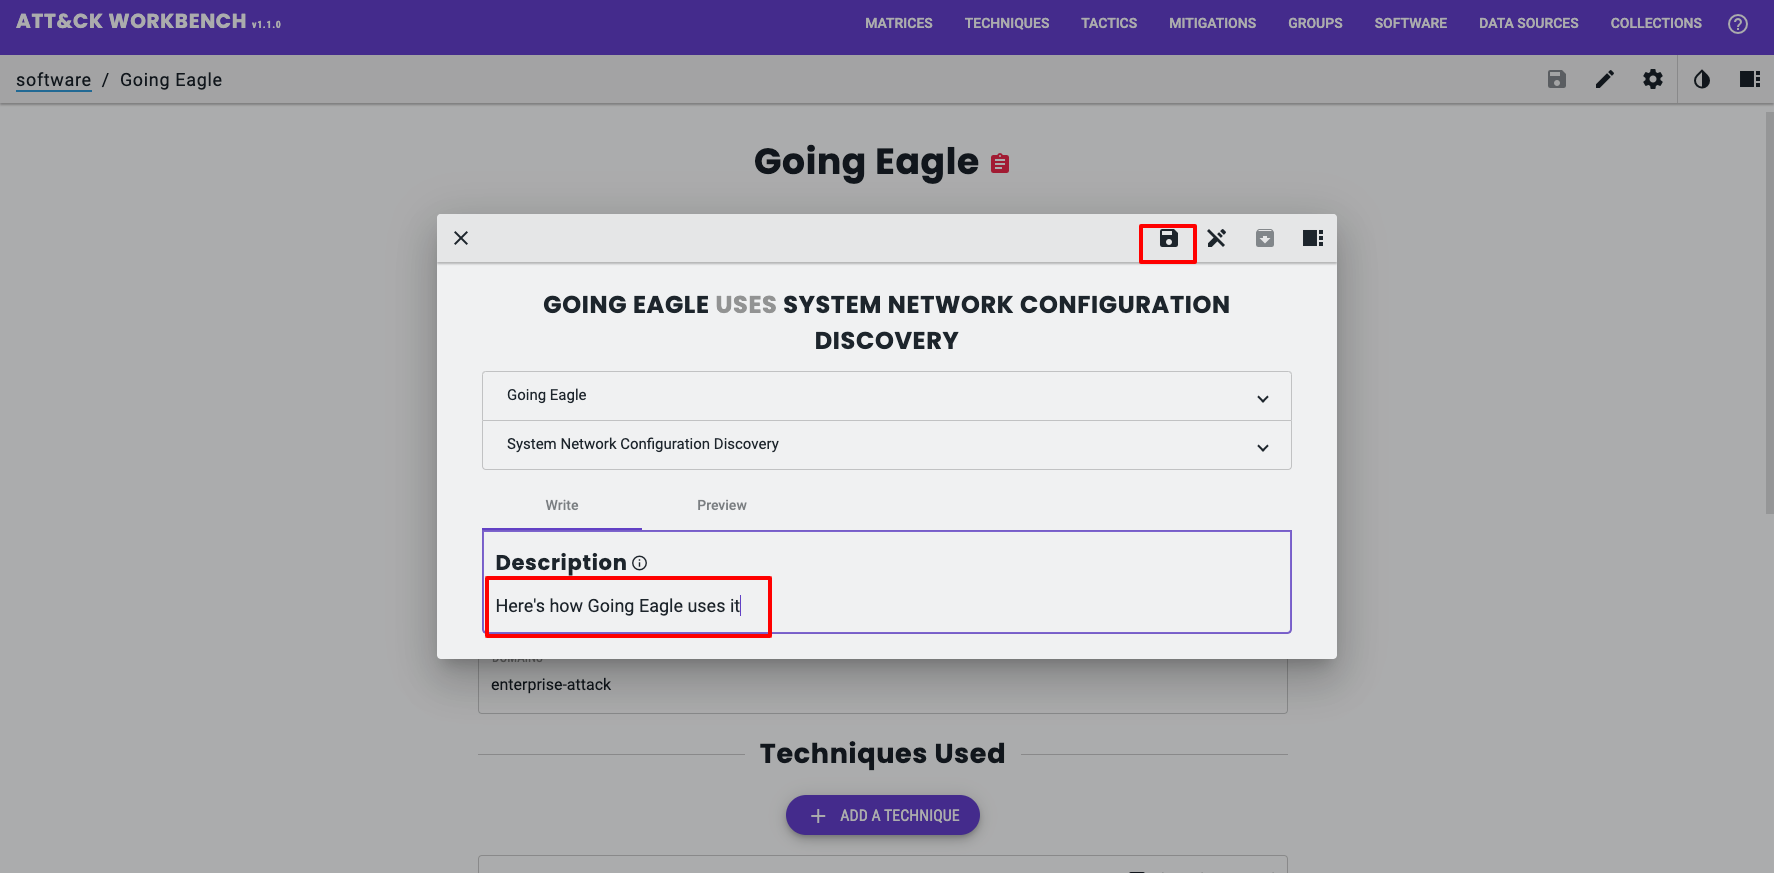 ATT&CK WORKBENCH v1.1.0
MATRICES TECHNIQUES TACTICS MITIGATIONS GROUPS SOFTWARE DATA SOURCES COLLECTIONS
software / Going Eagle
Going Eagle
GOING EAGLE USES SYSTEM NETWORK CONFIGURATION
DISCOVERY
Going Eagle
System Network Configuration Discovery
Write Preview
Description
Here's how Going Eagle uses it
DOMAINS
enterprise-attack
Techniques Used
ADD A TECHNIQUE